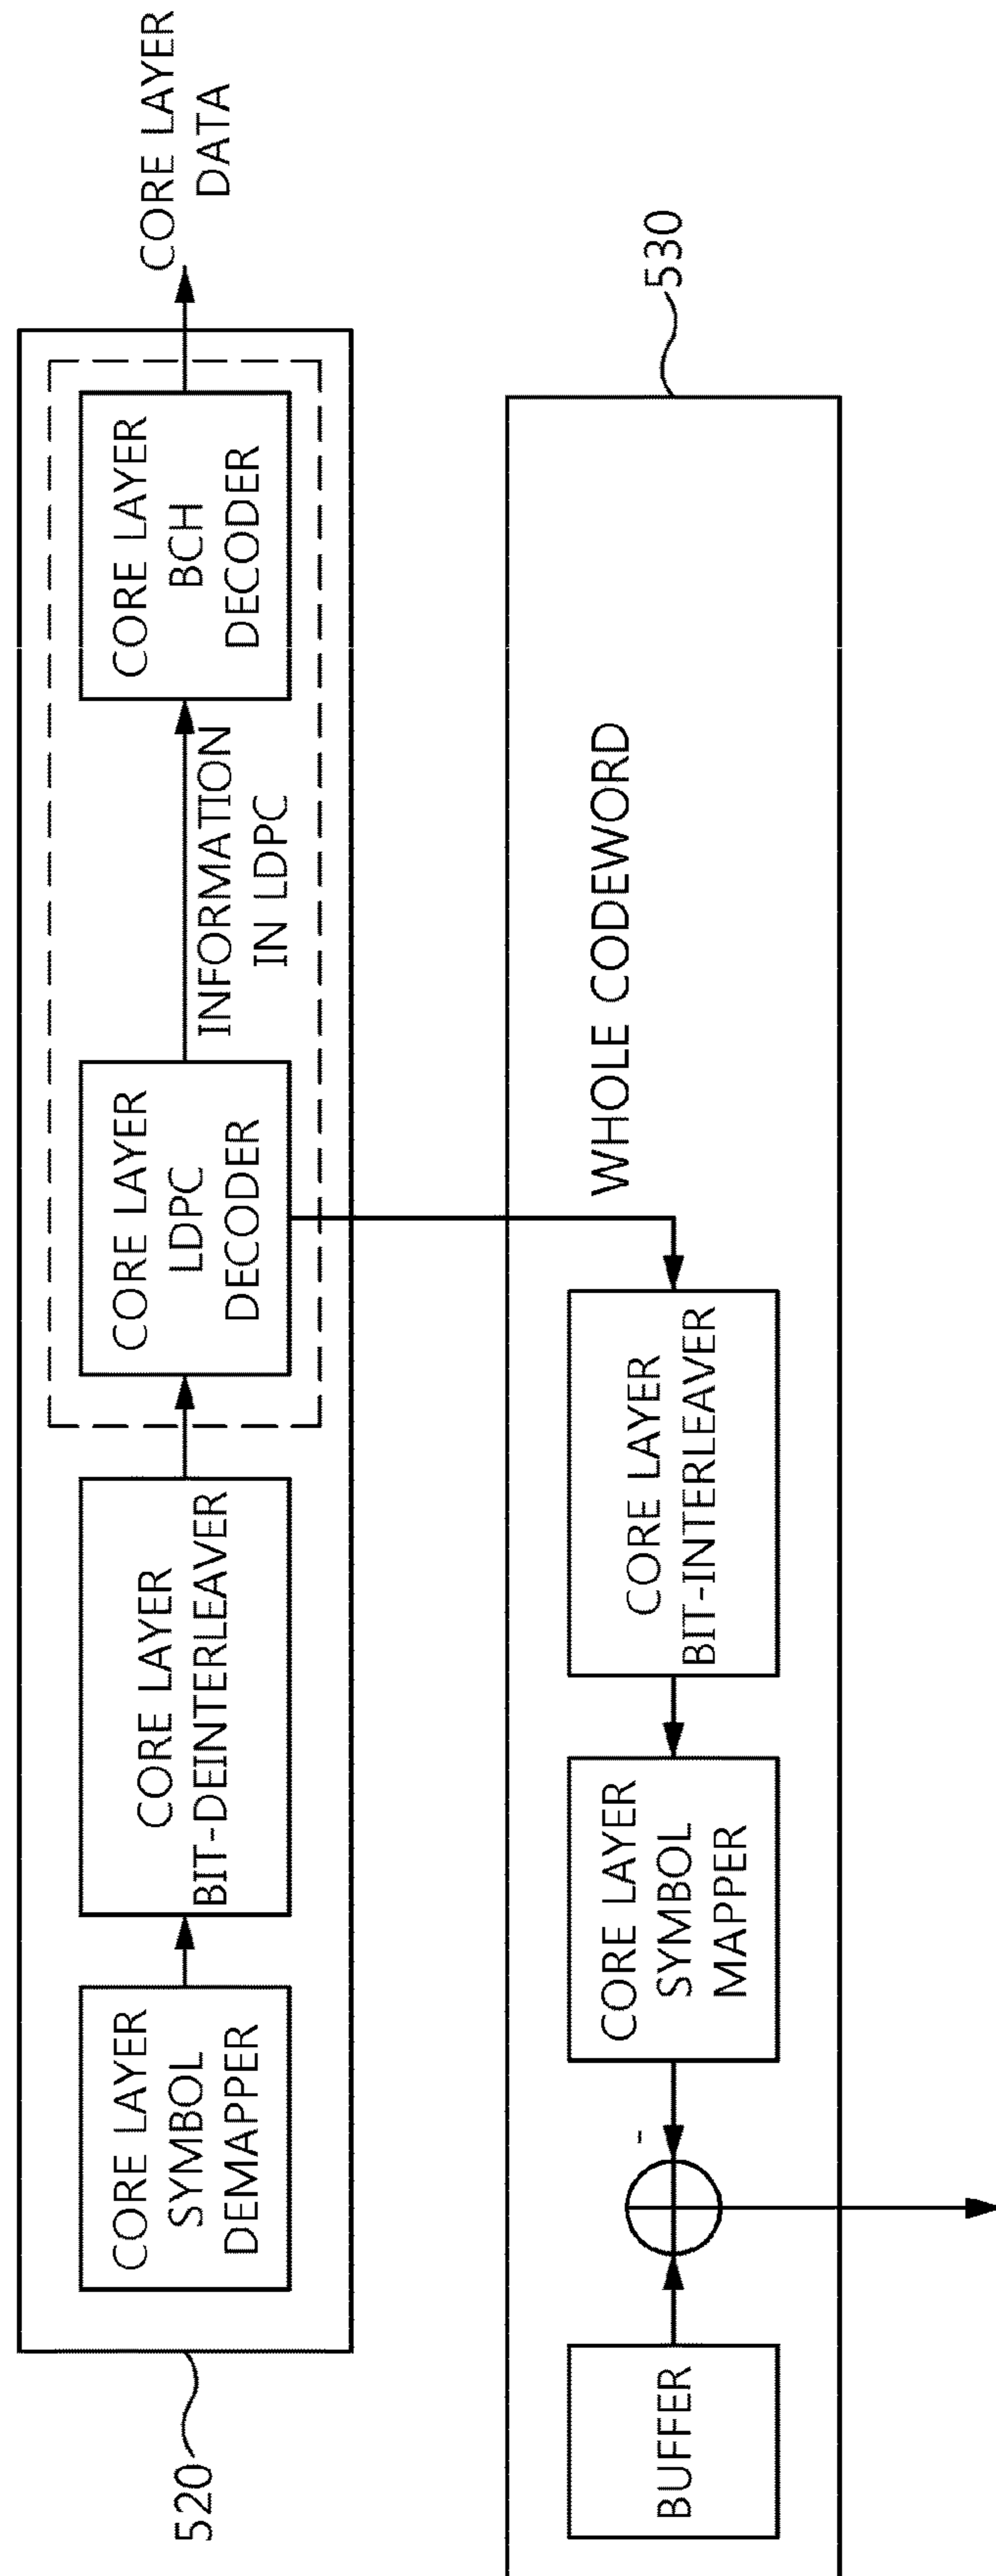 520
CORE LAYER
SYMBOL
DEMAPPER
CORE LAYER
BIT-DEINTERLEAVER
CORE LAYER
LDPC
DECODER
INFORMATION
IN LDPC
CORE LAYER
BCH
DECODER
CORE LAYER
DATA
530
BUFFER
-
CORE LAYER
SYMBOL
MAPPER
CORE LAYER
BIT-INTERLEAVER
WHOLE CODEWORD